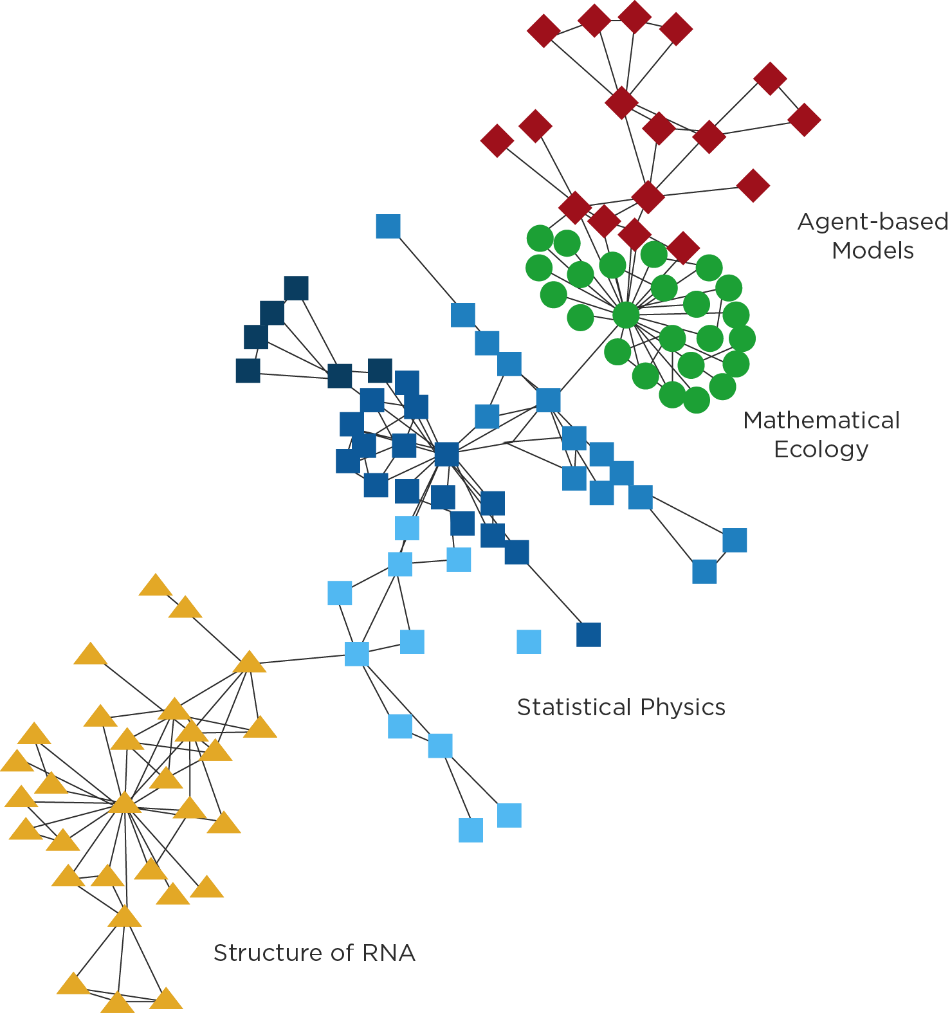 Agent-based
Models
Mathematical
Ecology
Statistical Physics
Structure of RNA